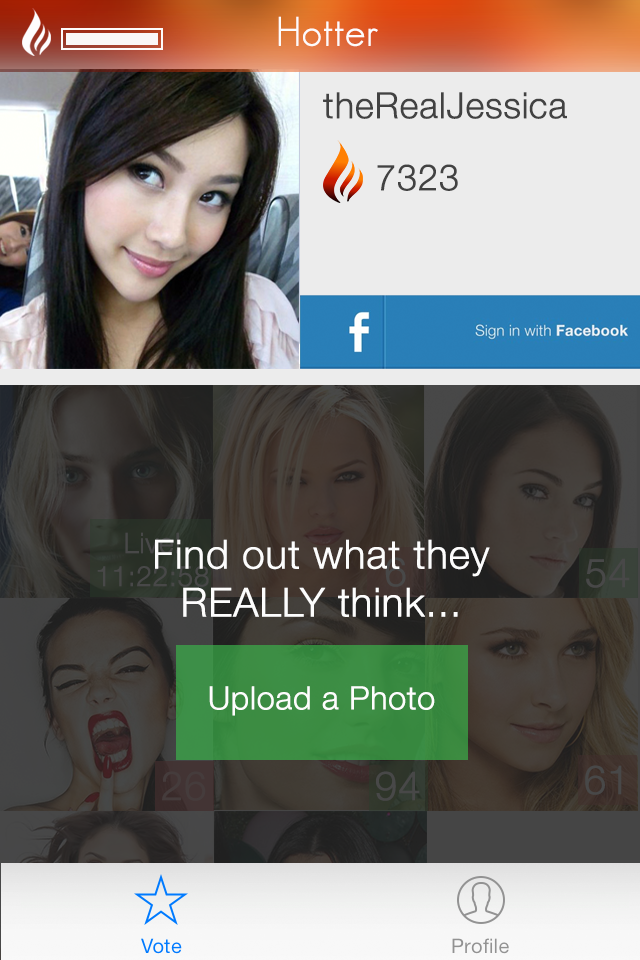 Hotter
theRealJessica
7323
f
Sign in with Facebook
Live
11:22:58
Find out what they
REALLY think...
6
54
Upload a Photo
26
94
61
Vote
Profile